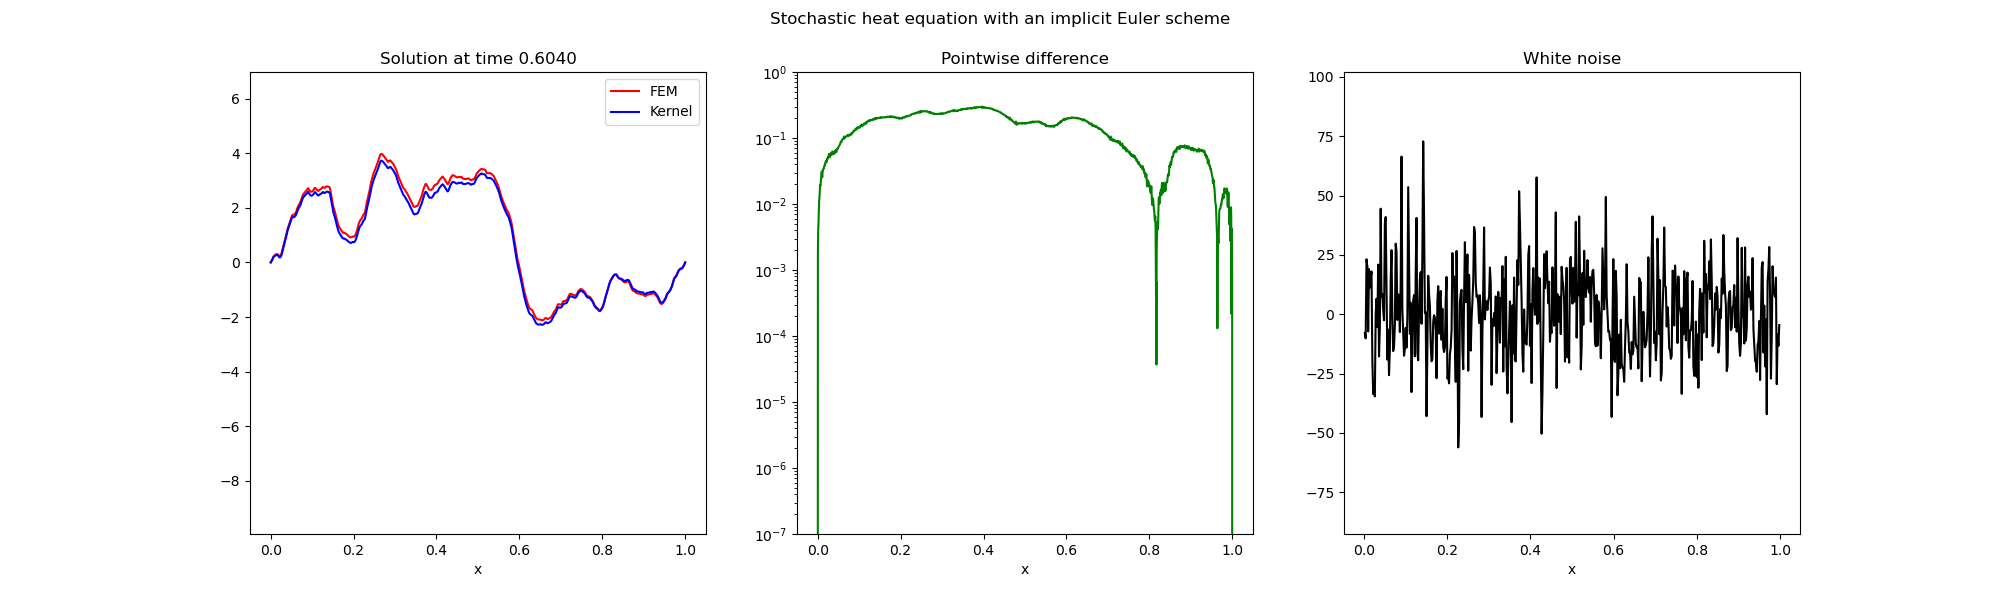 Stochastic heat equation with an implicit Euler scheme
Solution at time 0.6040
FEM
Kernel
6
4
2
0
−2
−4
−6
−8
0.0 0.2 0.4 0.6 0.8 1.0
x
Pointwise difference
10⁰
10⁻¹
10⁻²
10⁻³
10⁻⁴
10⁻⁵
10⁻⁶
10⁻⁷
0.0 0.2 0.4 0.6 0.8 1.0
x
White noise
100
75
50
25
0
−25
−50
−75
0.0 0.2 0.4 0.6 0.8 1.0
x